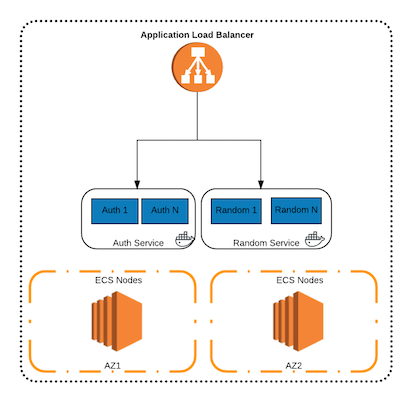 Application Load Balancer
Auth 1
Auth N
Random 1
Random N
Auth Service
Random Service
ECS Nodes
ECS Nodes
AZ1
AZ2